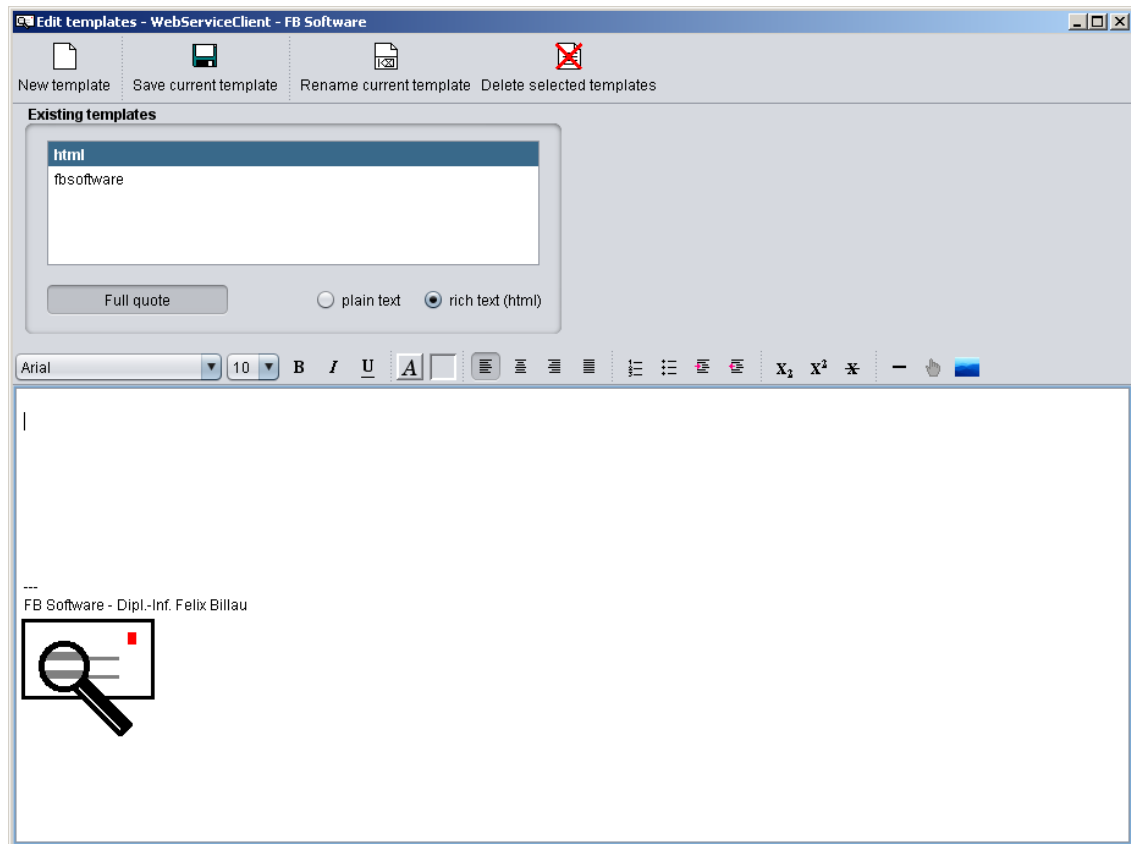 Edit templates - WebServiceClient - FB Software
New template Save current template Rename current template Delete selected templates
Existing templates
html
fbsoftware
Full quote plain text rich text (html)
Arial 10 B I U A X2 X2 X
---
FB Software - Dipl.-Inf. Felix Billau